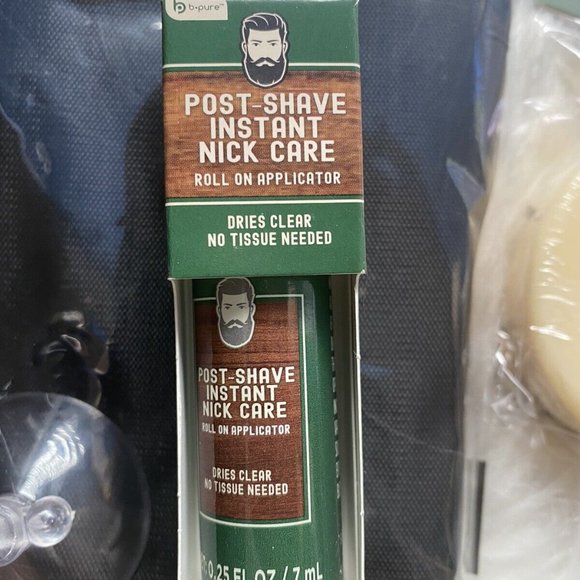 b•pure™
POST-SHAVE
INSTANT
NICK CARE
ROLL ON APPLICATOR
DRIES CLEAR
NO TISSUE NEEDED
POST-SHAVE
INSTANT
NICK CARE
ROLL ON APPLICATOR
DRIES CLEAR
NO TISSUE NEEDED
0.25 FL OZ / 7 mL